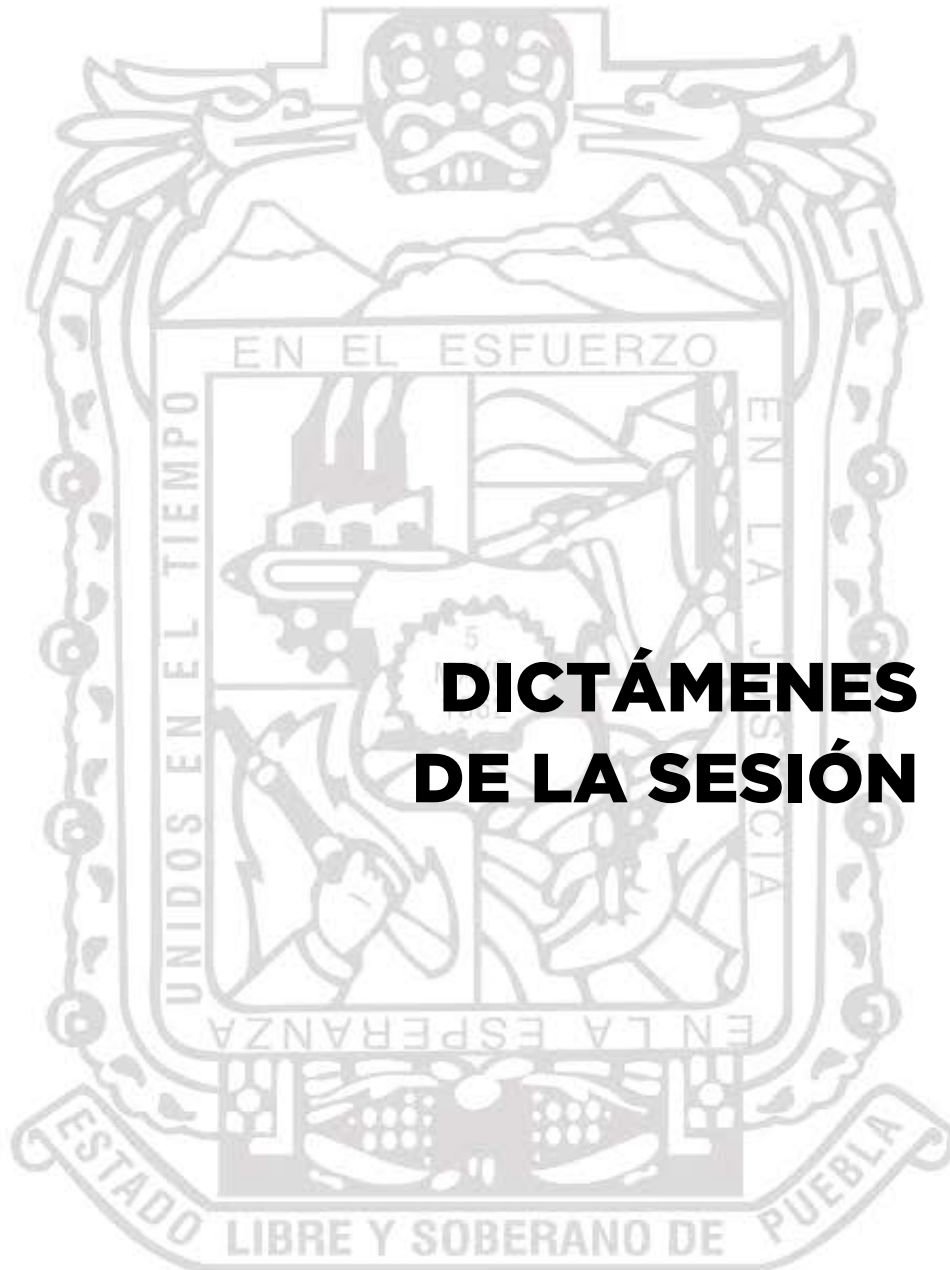 EN EL ESFUERZO
EN LA
UNIDOS EN EL TIEMPO
5
DICTÁMENES
DE LA SESIÓN
EN LA ESPERANZA
ESTADO LIBRE Y SOBERANO DE PUEBLA